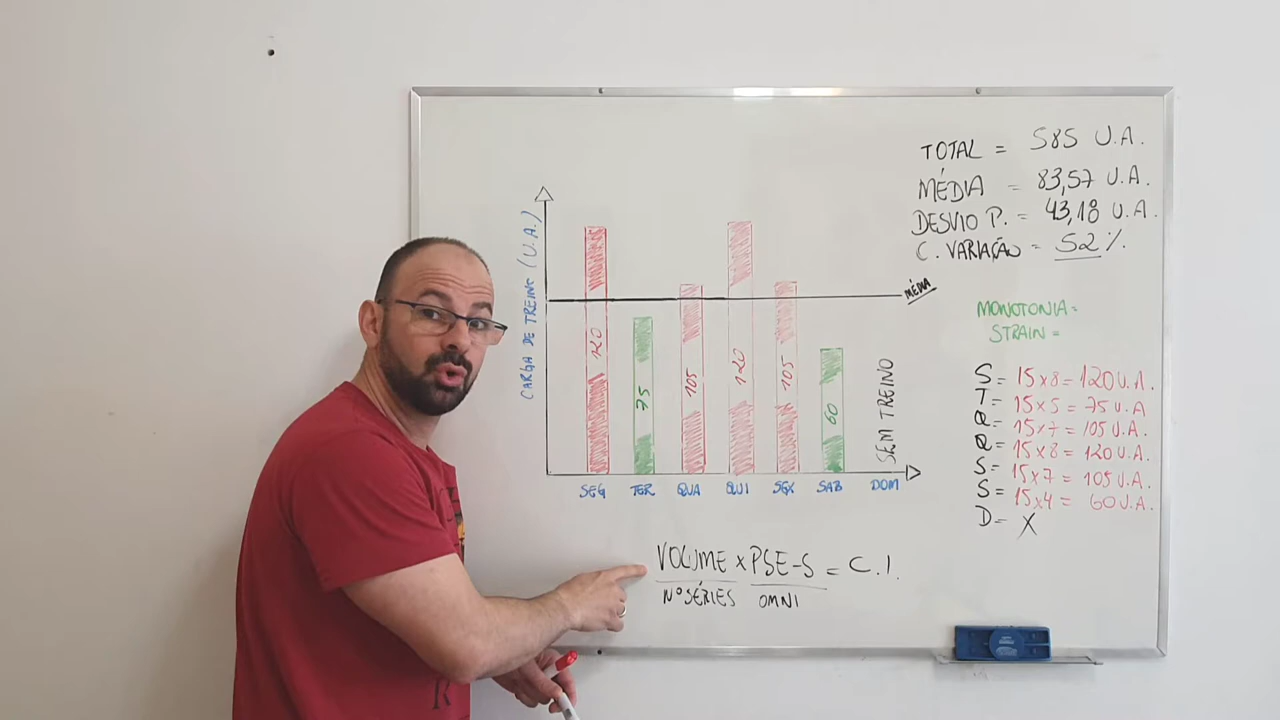 TOTAL = 585 U.A.
MÉDIA = 83,57 U.A.
DESVIO P. = 43,18 U.A.
C. VARIAÇÃO = 52%
CARGA DE TREINO (U.A.)
MÉDIA
120
75
105
120
105
60
SEM TREINO
SEG TER QUA QUI SEX SAB DOM
MONOTONIA =
STRAIN =
S = 15x8 = 120 U.A.
T = 15x5 = 75 U.A
Q = 15x7 = 105 U.A.
Q = 15x8 = 120 U.A.
S = 15x7 = 105 U.A.
S = 15x4 = 60 U.A.
D = X
VOLUME x PSE-S = C.I.
Nº SÉRIES OMNI